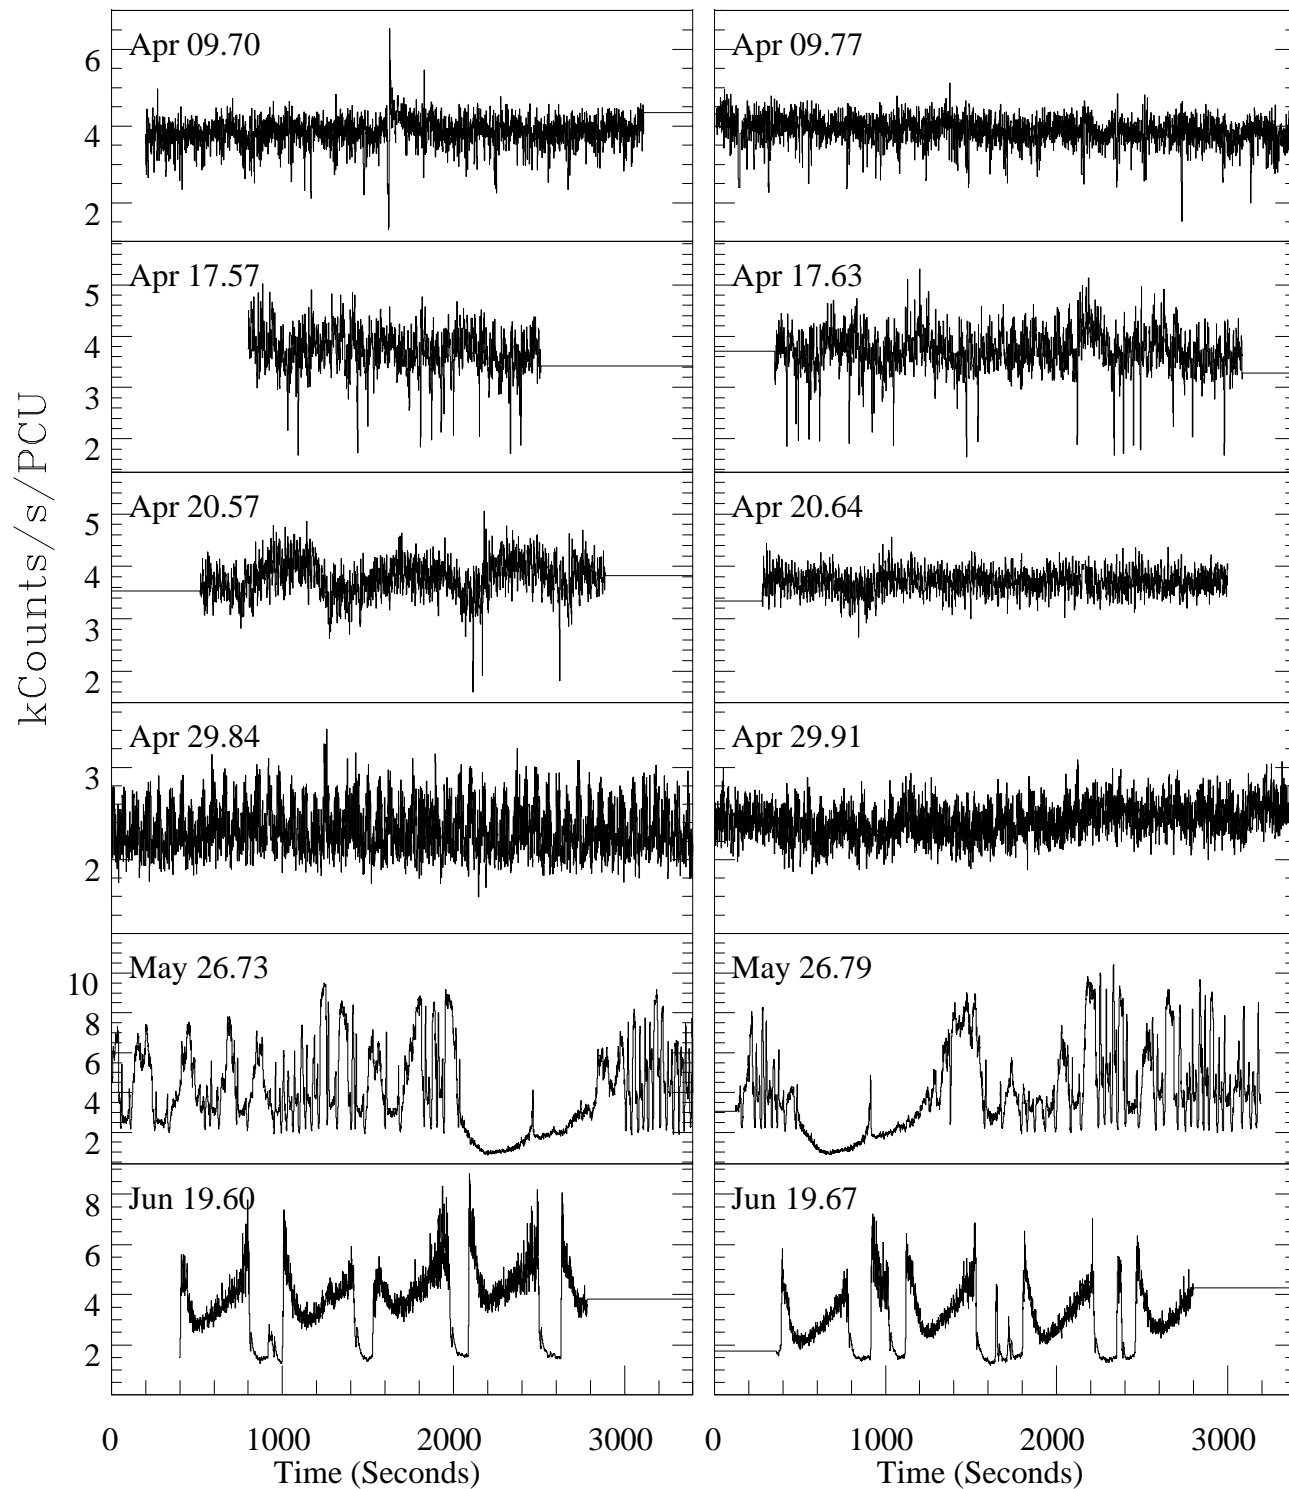 kCounts/s/PCU
Apr 09.70
6
4
2
Apr 09.77
Apr 17.57
5
4
3
2
Apr 17.63
Apr 20.57
5
4
3
2
Apr 20.64
Apr 29.84
3
2
Apr 29.91
May 26.73
10
8
6
4
2
May 26.79
Jun 19.60
8
6
4
2
Jun 19.67
0 1000 2000 3000
0 1000 2000 3000
Time (Seconds)
Time (Seconds)